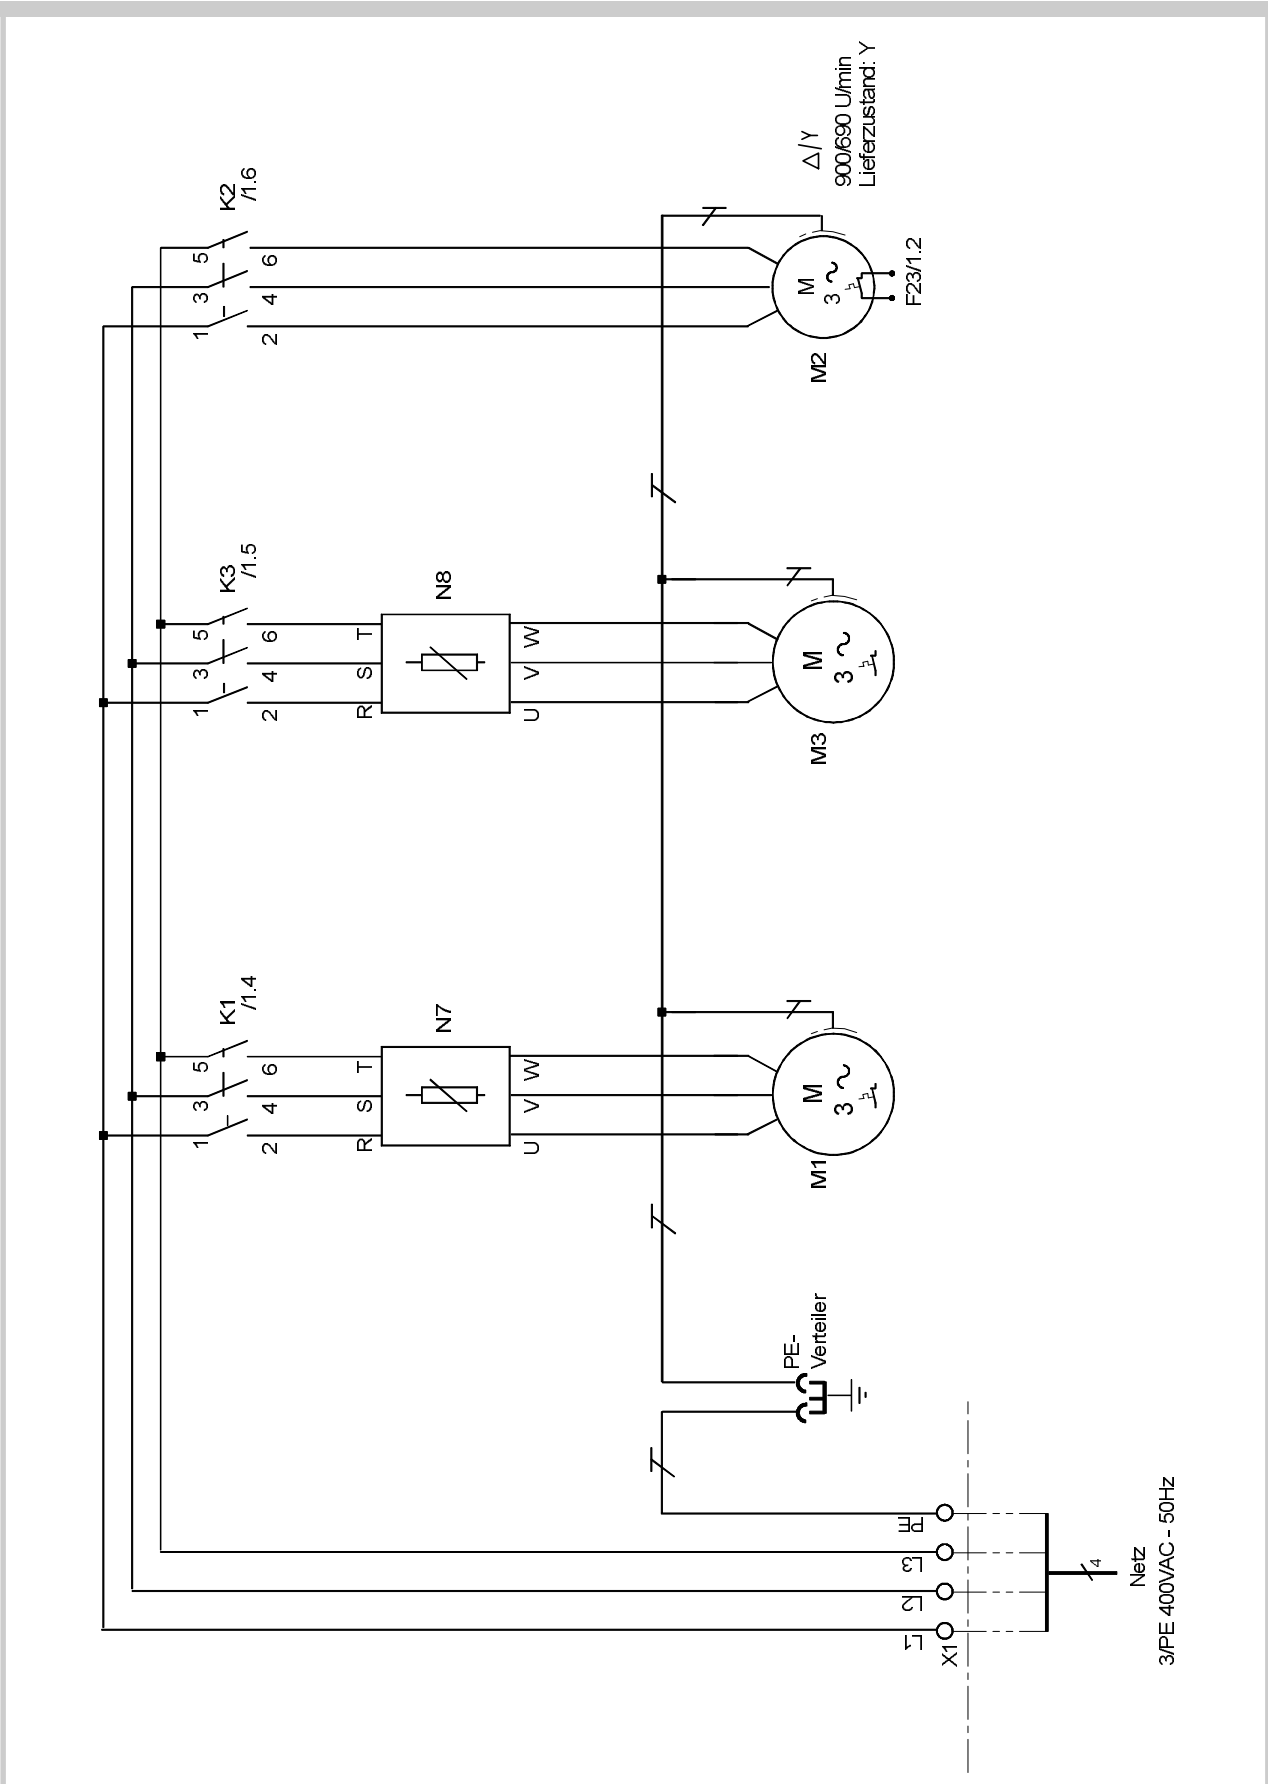 L1
L2
L3
PE
X1
Netz
3/PE 400VAC - 50Hz
4
PE-
Verteiler
K1
/1.4
1
3
5
2
4
6
R
S
T
N7
U
V
W
M
3
M1
K3
/1.5
1
3
5
2
4
6
R
S
T
N8
U
V
W
M
3
M3
K2
/1.6
1
3
5
2
4
6
M
3
M2
F23/1.2
△/Y
900/690 U/min
Lieferzustand: Y